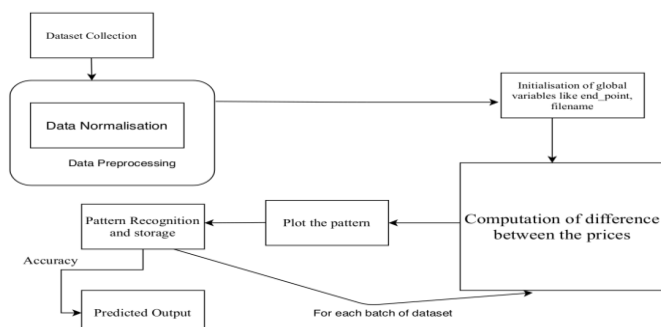 Dataset Collection
Data Normalisation
Data Preprocessing
Initialisation of global
variables like end_point,
filename
Computation of difference
between the prices
Plot the pattern
Pattern Recognition
and storage
Accuracy
Predicted Output
For each batch of dataset